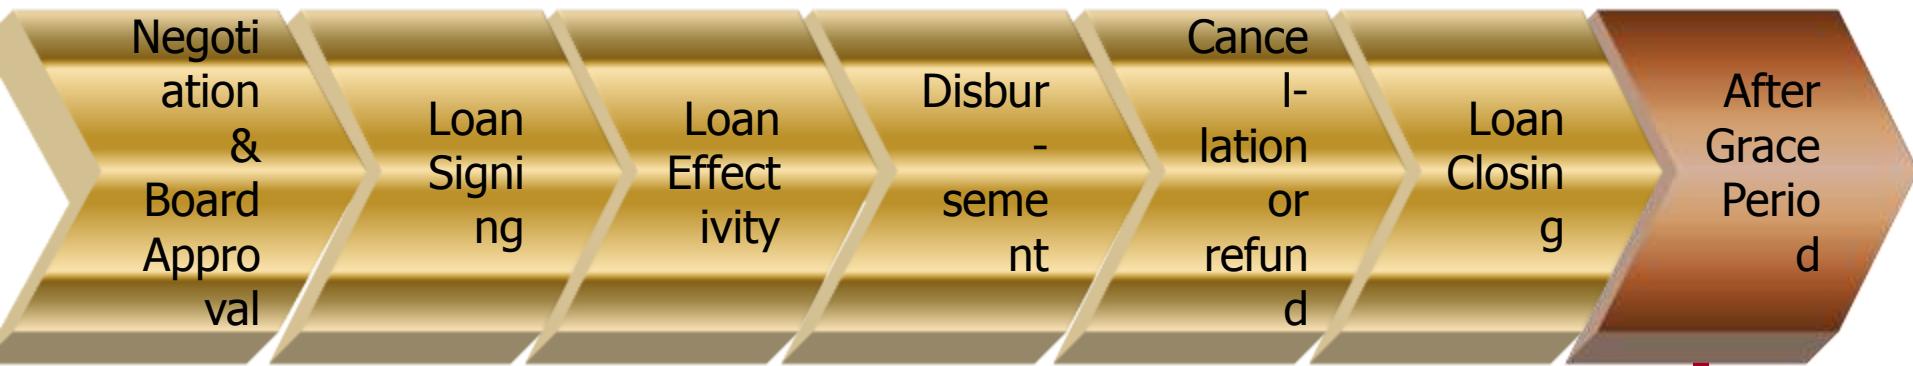 Negoti
ation
&
Board
Appro
val
Loan
Signi
ng
Loan
Effect
ivity
Disbur
-
seme
nt
Cance
l-
lation
or
refun
d
Loan
Closin
g
After
Grace
Perio
d